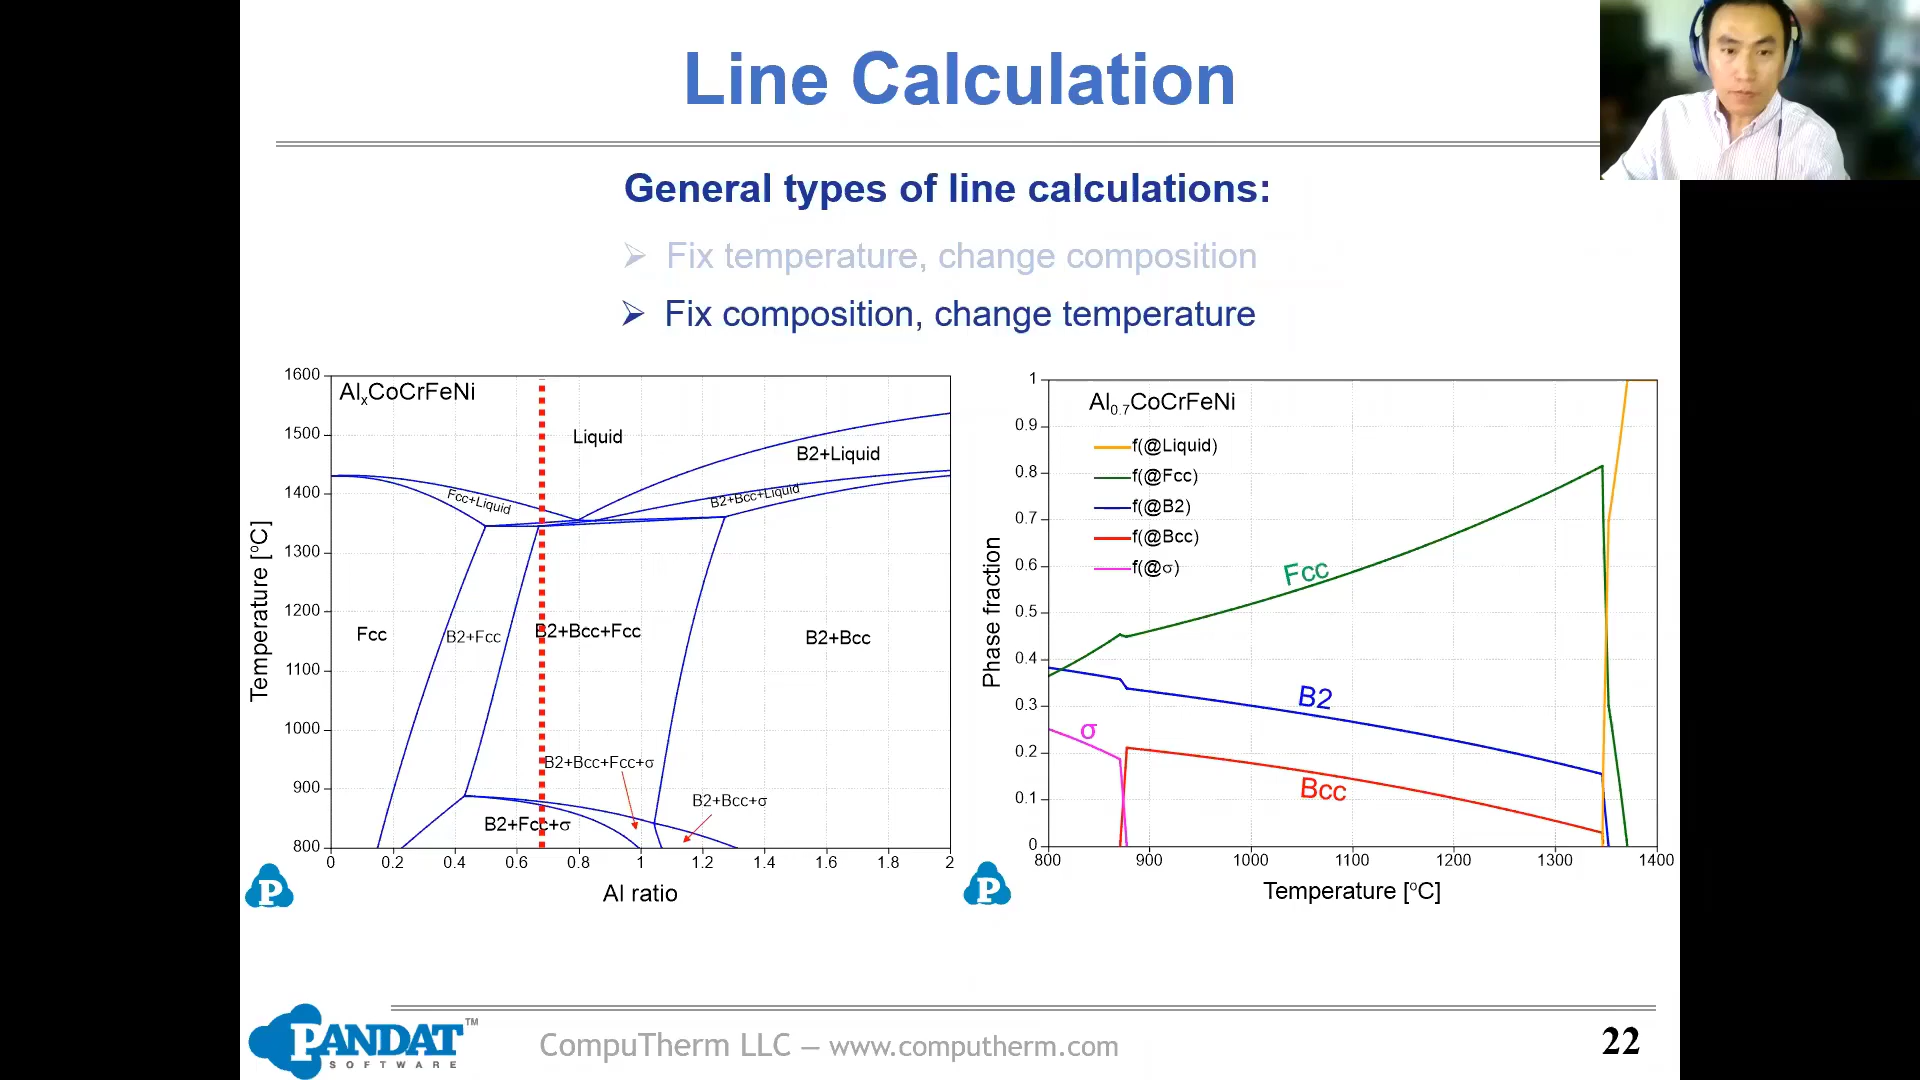 Line Calculation
General types of line calculations:
➢ Fix temperature, change composition
➢ Fix composition, change temperature
AlxCoCrFeNi
1600
1500
1400
1300
1200
1100
1000
900
800
Temperature [°C]
Liquid
B2+Liquid
Fcc+Liquid
B2+Bcc+Liquid
Fcc
B2+Fcc
B2+Bcc+Fcc
B2+Bcc
B2+Bcc+Fcc+σ
B2+Bcc+σ
B2+Fcc+σ
0 0.2 0.4 0.6 0.8 1 1.2 1.4 1.6 1.8 2
Al ratio
P
Al0.7CoCrFeNi
f(@Liquid)
f(@Fcc)
f(@B2)
f(@Bcc)
f(@σ)
1
0.9
0.8
0.7
0.6
0.5
0.4
0.3
0.2
0.1
0
Phase fraction
Fcc
B2
σ
Bcc
800 900 1000 1100 1200 1300 1400
Temperature [°C]
P
PANDAT™
SOFTWARE
CompuTherm LLC – www.computherm.com
22